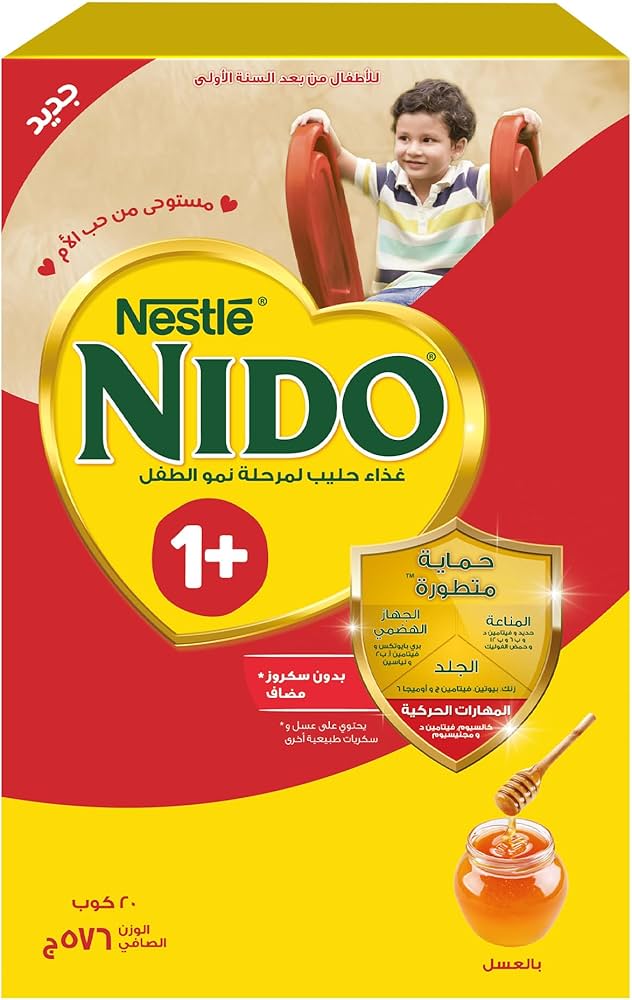 للأطفال من بعد السنة الأولى
جديد
مستوحى من حب الأم
Nestlé®
NIDO®
غذاء حليب لمرحلة نمو الطفل
1+
حماية
متطورة™
الجهاز
الهضمي
بري بايوتكس و
فيتامين أ، ب٢
و نياسين
المناعة
حديد و فيتامين د
و ب٦ و ب١٢
و حمض الفوليك
الجلد
زنك، بيوتين، فيتامين ج و أوميجا ٦
المهارات الحركية
كالسيوم، فيتامين د
و مجنيسيوم
بدون سكروز*
مضاف
يحتوي على عسل و*
سكريات طبيعية أخرى
٢٠ كوب
الوزن
الصافي
٥٧٦ج
بالعسل